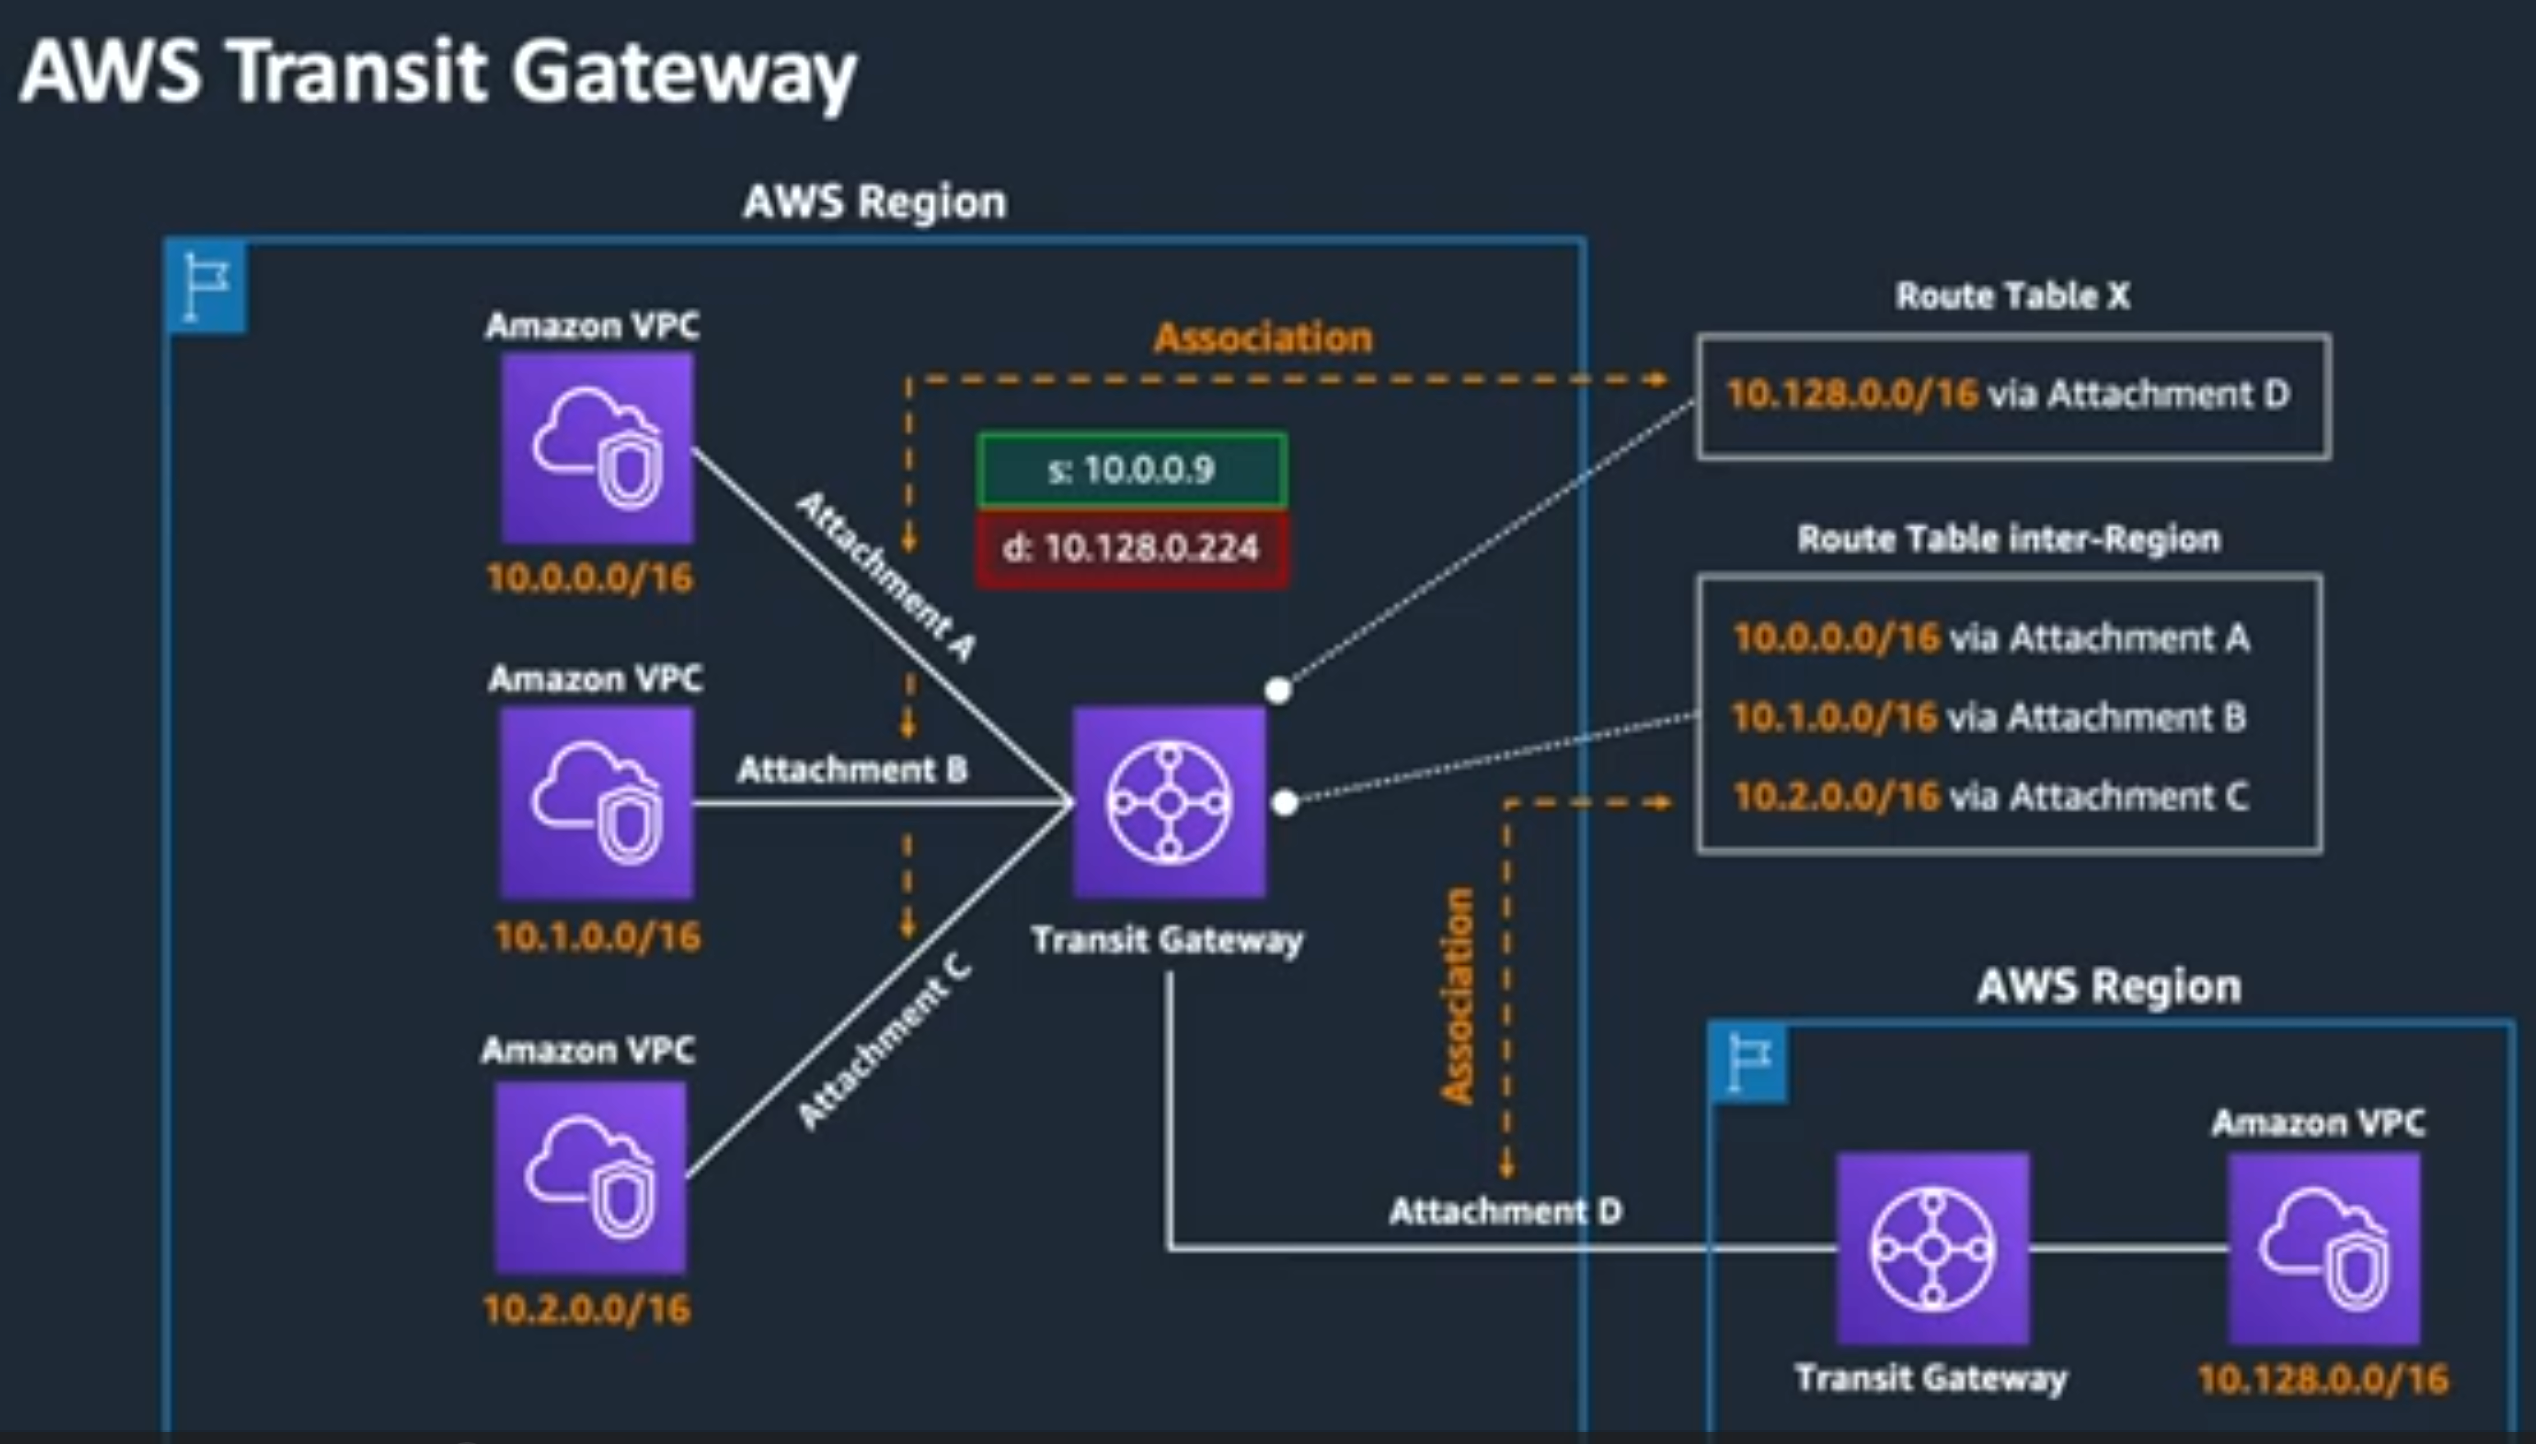 AWS Transit Gateway
AWS Region
Amazon VPC
10.0.0.0/16
Attachment A
Association
s: 10.0.0.9
d: 10.128.0.224
Route Table X
10.128.0.0/16 via Attachment D
Route Table inter-Region
10.0.0.0/16 via Attachment A
10.1.0.0/16 via Attachment B
10.2.0.0/16 via Attachment C
Amazon VPC
10.1.0.0/16
Attachment B
Transit Gateway
Amazon VPC
10.2.0.0/16
Attachment C
Association
Attachment D
AWS Region
Transit Gateway
Amazon VPC
10.128.0.0/16